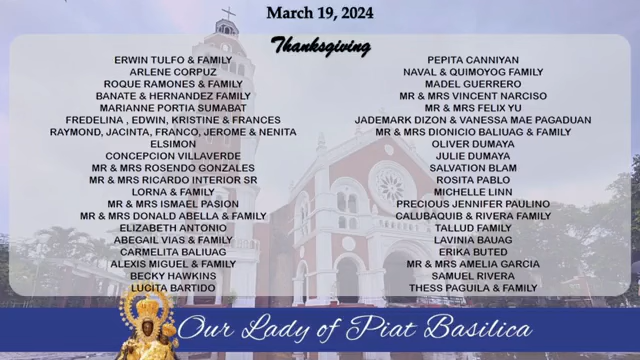 March 19, 2024
Thanksgiving
ERWIN TULFO & FAMILY
ARLENE CORPUZ
ROQUE RAMONES & FAMILY
BANATE & HERNANDEZ FAMILY
MARIANNE PORTIA SUMABAT
FREDELINA , EDWIN, KRISTINE & FRANCES
RAYMOND, JACINTA, FRANCO, JEROME & NENITA
ELSIMON
CONCEPCION VILLAVERDE
MR & MRS ROSENDO GONZALES
MR & MRS RICARDO INTERIOR SR
LORNA & FAMILY
MR & MRS ISMAEL PASION
MR & MRS DONALD ABELLA & FAMILY
ELIZABETH ANTONIO
ABEGAIL VIAS & FAMILY
CARMELITA BALIUAG
ALEXIS MIGUEL & FAMILY
BECKY HAWKINS
LUCITA BARTIDO
PEPITA CANNIYAN
NAVAL & QUIMOYOG FAMILY
MADEL GUERRERO
MR & MRS VINCENT NARCISO
MR & MRS FELIX YU
JADEMARK DIZON & VANESSA MAE PAGADUAN
MR & MRS DIONICIO BALIUAG & FAMILY
OLIVER DUMAYA
JULIE DUMAYA
SALVATION BLAM
ROSITA PABLO
MICHELLE LINN
PRECIOUS JENNIFER PAULINO
CALUBAQUIB & RIVERA FAMILY
TALLUD FAMILY
LAVINIA BAUAG
ERIKA BUTED
MR & MRS AMELIA GARCIA
SAMUEL RIVERA
THESS PAGUILA & FAMILY
Our Lady of Piat Basilica